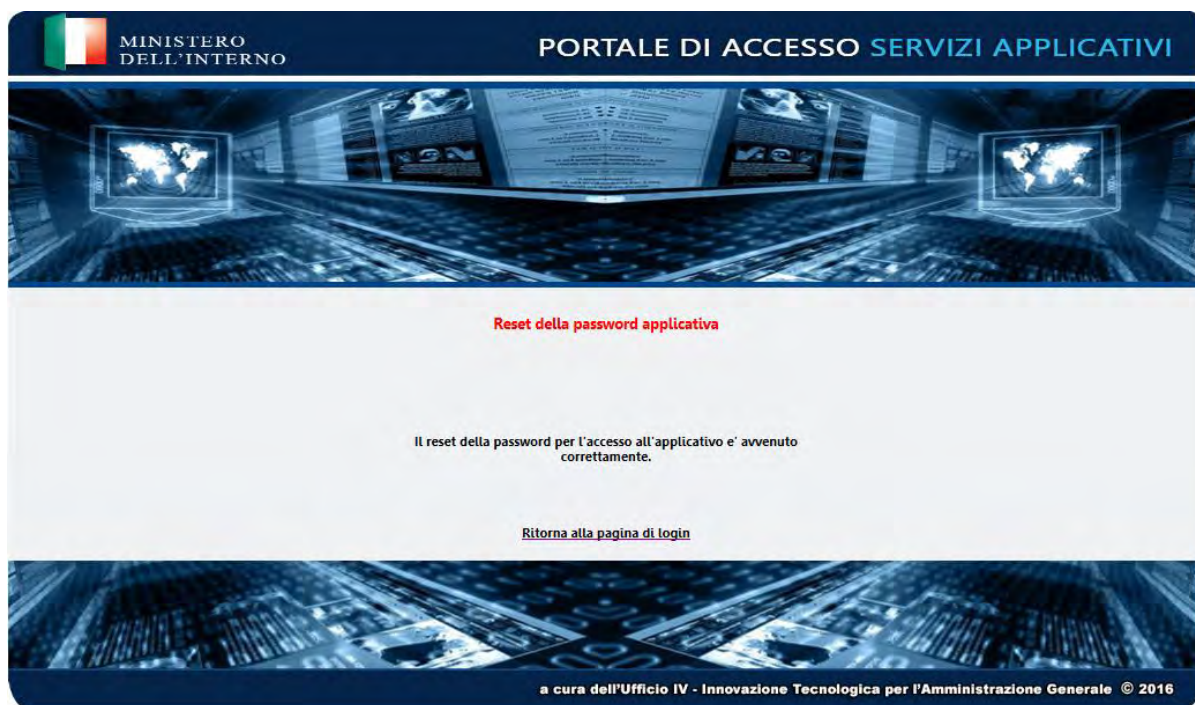 MINISTERO
DELL'INTERNO
PORTALE DI ACCESSO SERVIZI APPLICATIVI
Reset della password applicativa
Il reset della password per l'accesso all'applicativo e' avvenuto
correttamente.
Ritorna alla pagina di login
a cura dell'Ufficio IV - Innovazione Tecnologica per l'Amministrazione Generale © 2016